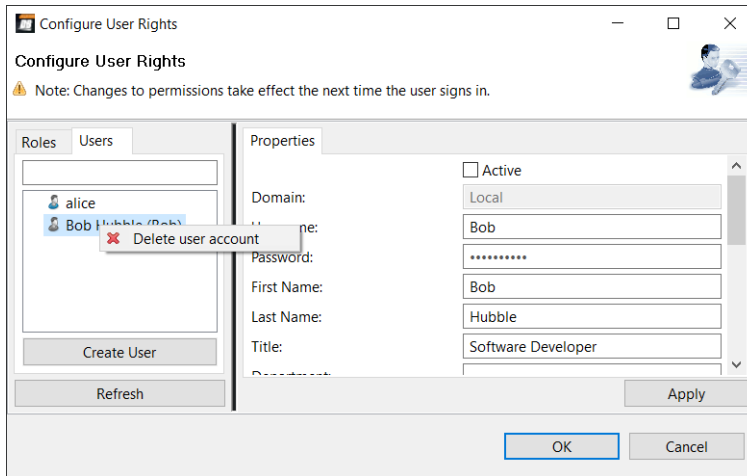 Configure User Rights
Configure User Rights
Note: Changes to permissions take effect the next time the user signs in.
Roles Users
alice
Bob Hubble (Bob)
Delete user account
Create User
Refresh
Properties
Active
Domain: Local
Bob
Password: ••••••••••
First Name: Bob
Last Name: Hubble
Title: Software Developer
Department:
Apply
OK Cancel